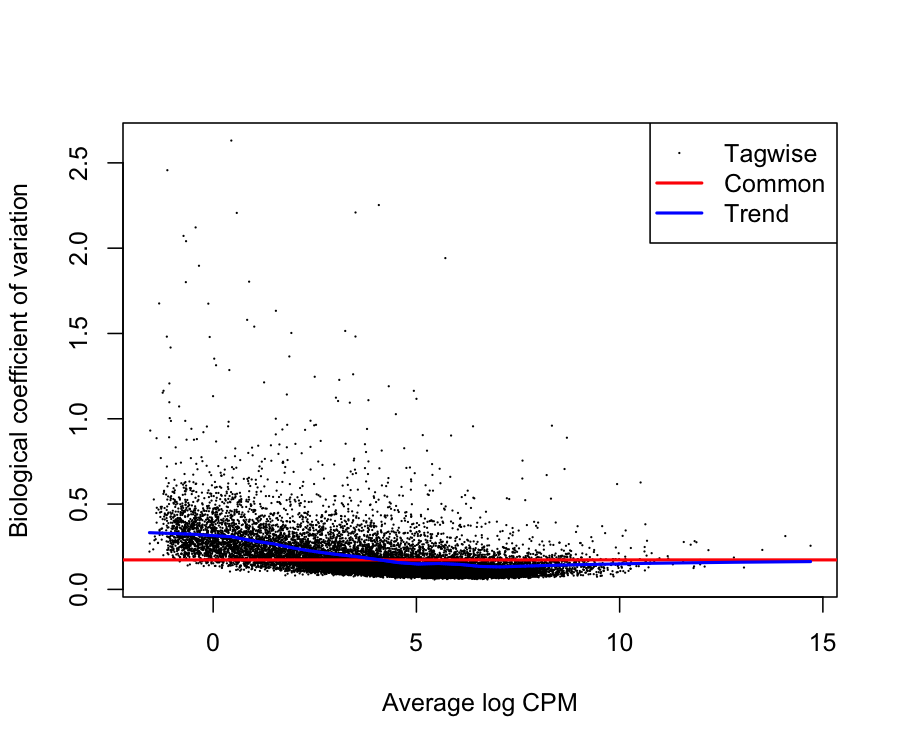 Tagwise
Common
Trend
Biological coefficient of variation
2.5
2.0
1.5
1.0
0.5
0.0
0 5 10 15
Average log CPM